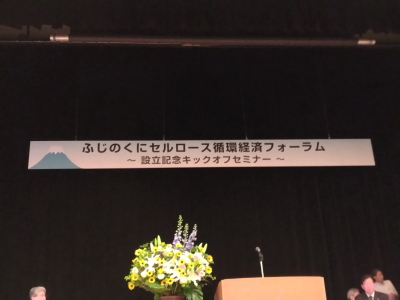 ふじのくにセルロース循環経済フォーラム
～ 設立記念キックオフセミナー ～